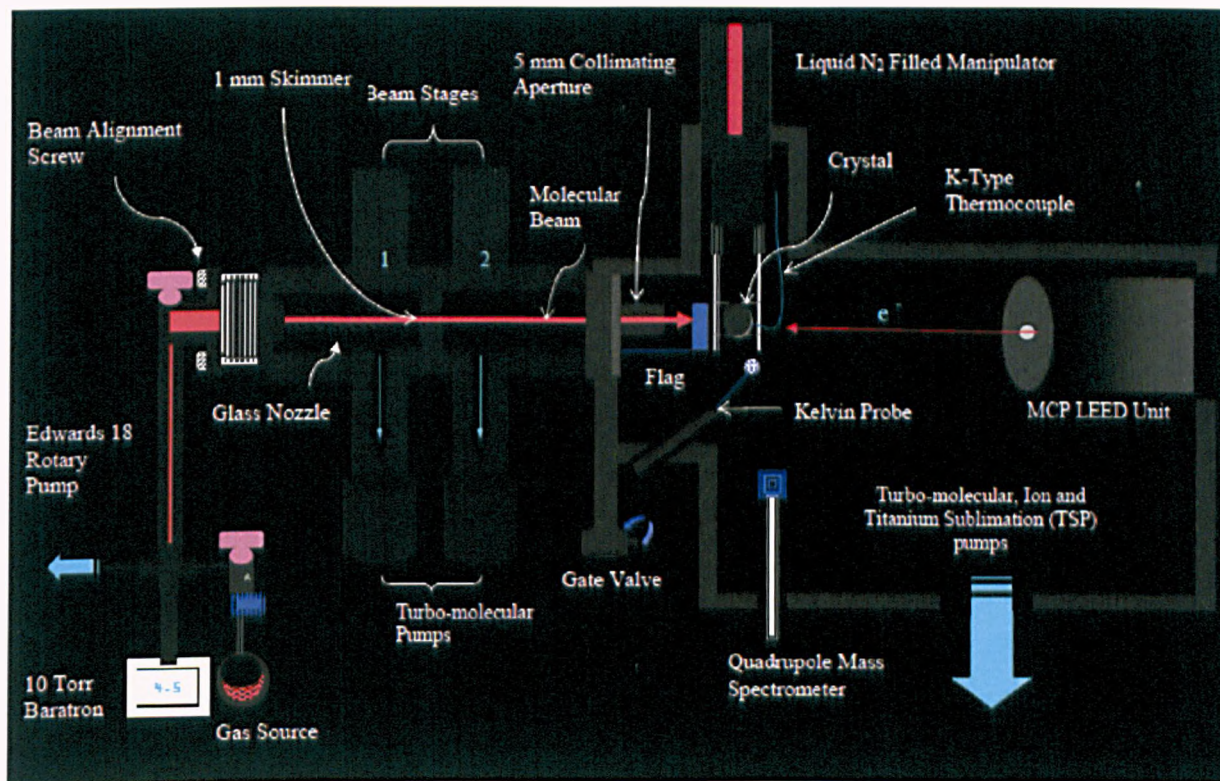 1 mm Skimmer
Beam Stages
5 mm Collimating
Aperture
Liquid N2 Filled Manipulator
Beam Alignment
Screw
Crystal
K-Type
Thermocouple
Molecular
Beam
1
2
e-
Flag
Glass Nozzle
Kelvin Probe
MCP LEED Unit
Edwards 18
Rotary
Pump
Turbo-molecular, Ion and
Titanium Sublimation (TSP)
pumps
Gate Valve
A
Turbo-molecular
Pumps
Quadrupole Mass
Spectrometer
10 Torr
Baratron
4-5
Gas Source